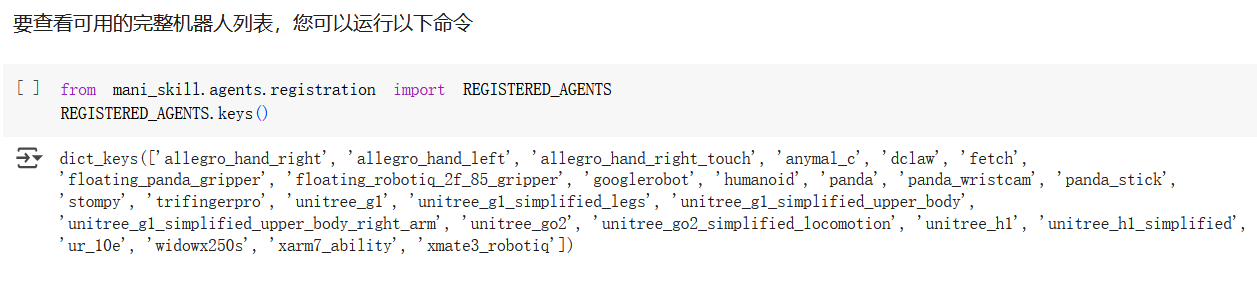 要查看可用的完整机器人列表，您可以运行以下命令
[ ] from mani_skill.agents.registration import REGISTERED_AGENTS
REGISTERED_AGENTS.keys()
dict_keys(['allegro_hand_right', 'allegro_hand_left', 'allegro_hand_right_touch', 'anymal_c', 'dclaw', 'fetch',
'floating_panda_gripper', 'floating_robotiq_2f_85_gripper', 'googlerobot', 'humanoid', 'panda', 'panda_wristcam', 'panda_stick',
'stompy', 'trifingerpro', 'unitree_g1', 'unitree_g1_simplified_legs', 'unitree_g1_simplified_upper_body',
'unitree_g1_simplified_upper_body_right_arm', 'unitree_go2', 'unitree_go2_simplified_locomotion', 'unitree_h1', 'unitree_h1_simplified',
'ur_10e', 'widowx250s', 'xarm7_ability', 'xmate3_robotiq'])